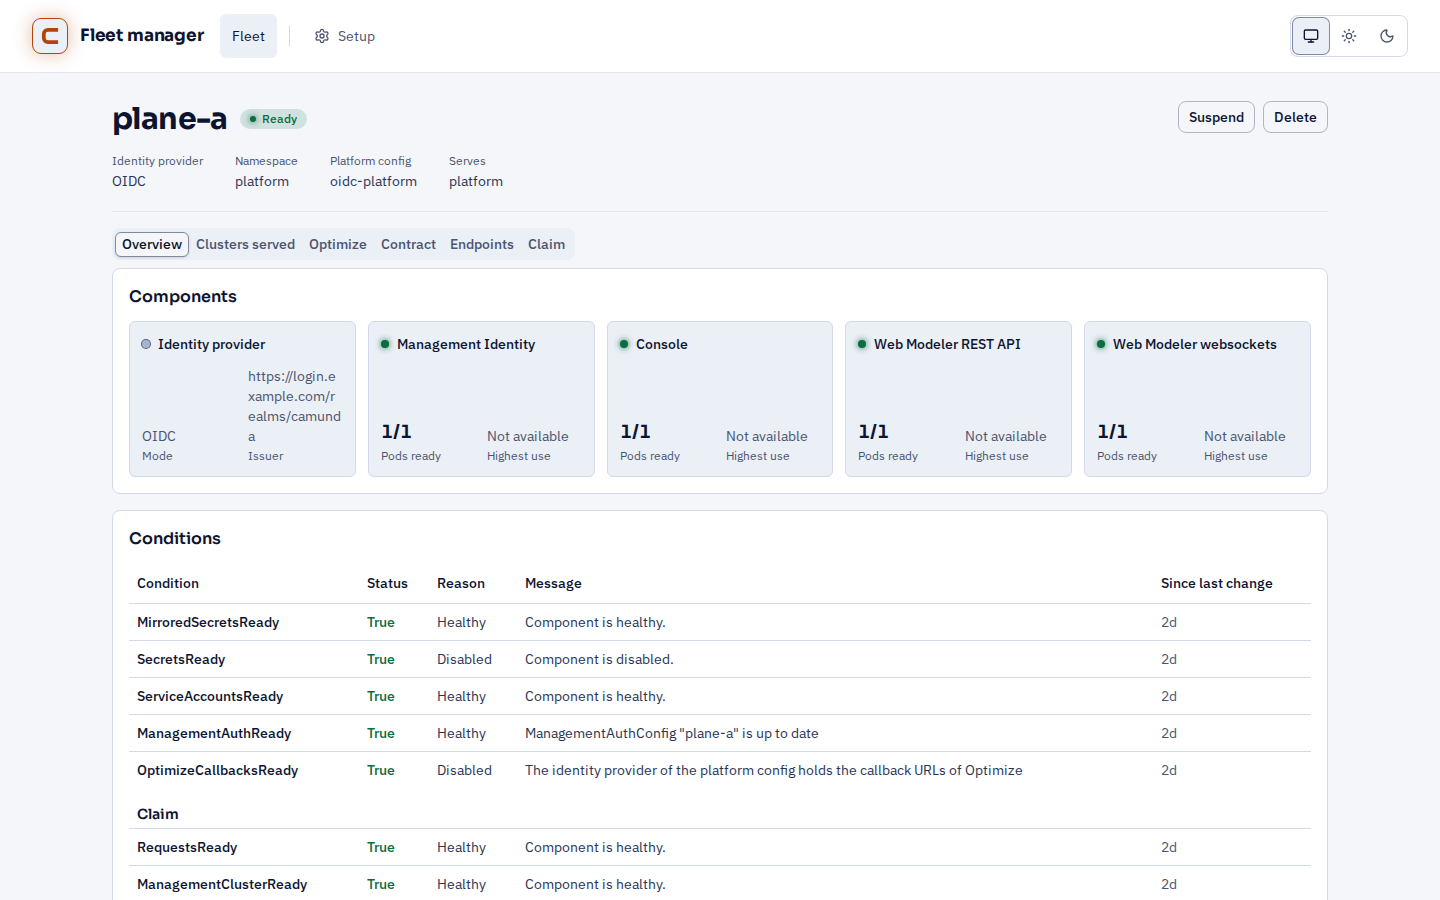 Fleet manager Fleet Setup
plane-a Ready Suspend Delete
Identity provider Namespace Platform config Serves
OIDC platform oidc-platform platform
Overview Clusters served Optimize Contract Endpoints Claim
Components
Identity provider
https://login.e
xample.com/r
ealms/camund
a
OIDC
Mode Issuer
Management Identity
1/1 Not available
Pods ready Highest use
Console
1/1 Not available
Pods ready Highest use
Web Modeler REST API
1/1 Not available
Pods ready Highest use
Web Modeler websockets
1/1 Not available
Pods ready Highest use
Conditions
Condition Status Reason Message Since last change
MirroredSecretsReady True Healthy Component is healthy. 2d
SecretsReady True Disabled Component is disabled. 2d
ServiceAccountsReady True Healthy Component is healthy. 2d
ManagementAuthReady True Healthy ManagementAuthConfig "plane-a" is up to date 2d
OptimizeCallbacksReady True Disabled The identity provider of the platform config holds the callback URLs of Optimize 2d
Claim
RequestsReady True Healthy Component is healthy. 2d
ManagementClusterReady True Healthy Component is healthy. 2d